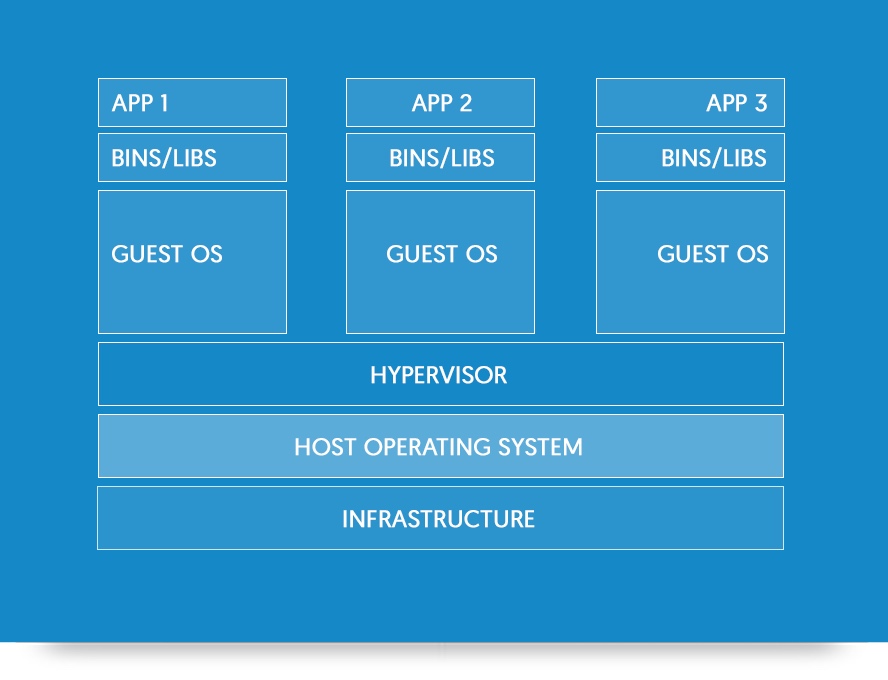 APP 1
APP 2
APP 3
BINS/LIBS
BINS/LIBS
BINS/LIBS
GUEST OS
GUEST OS
GUEST OS
HYPERVISOR
HOST OPERATING SYSTEM
INFRASTRUCTURE